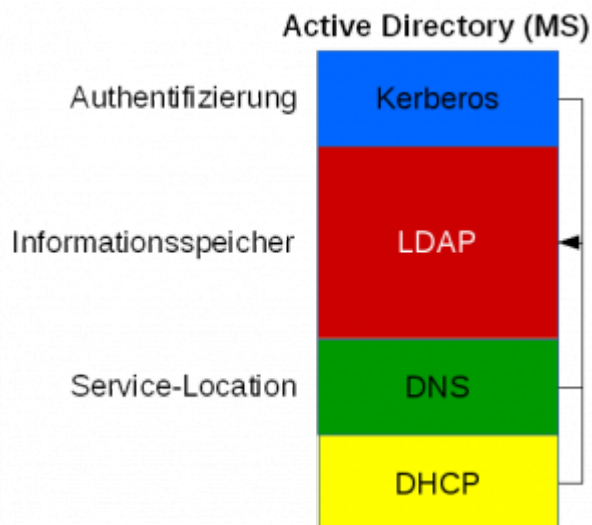 Active Directory (MS)
Authentifizierung Kerberos
Informationsspeicher LDAP
Service-Location DNS
DHCP